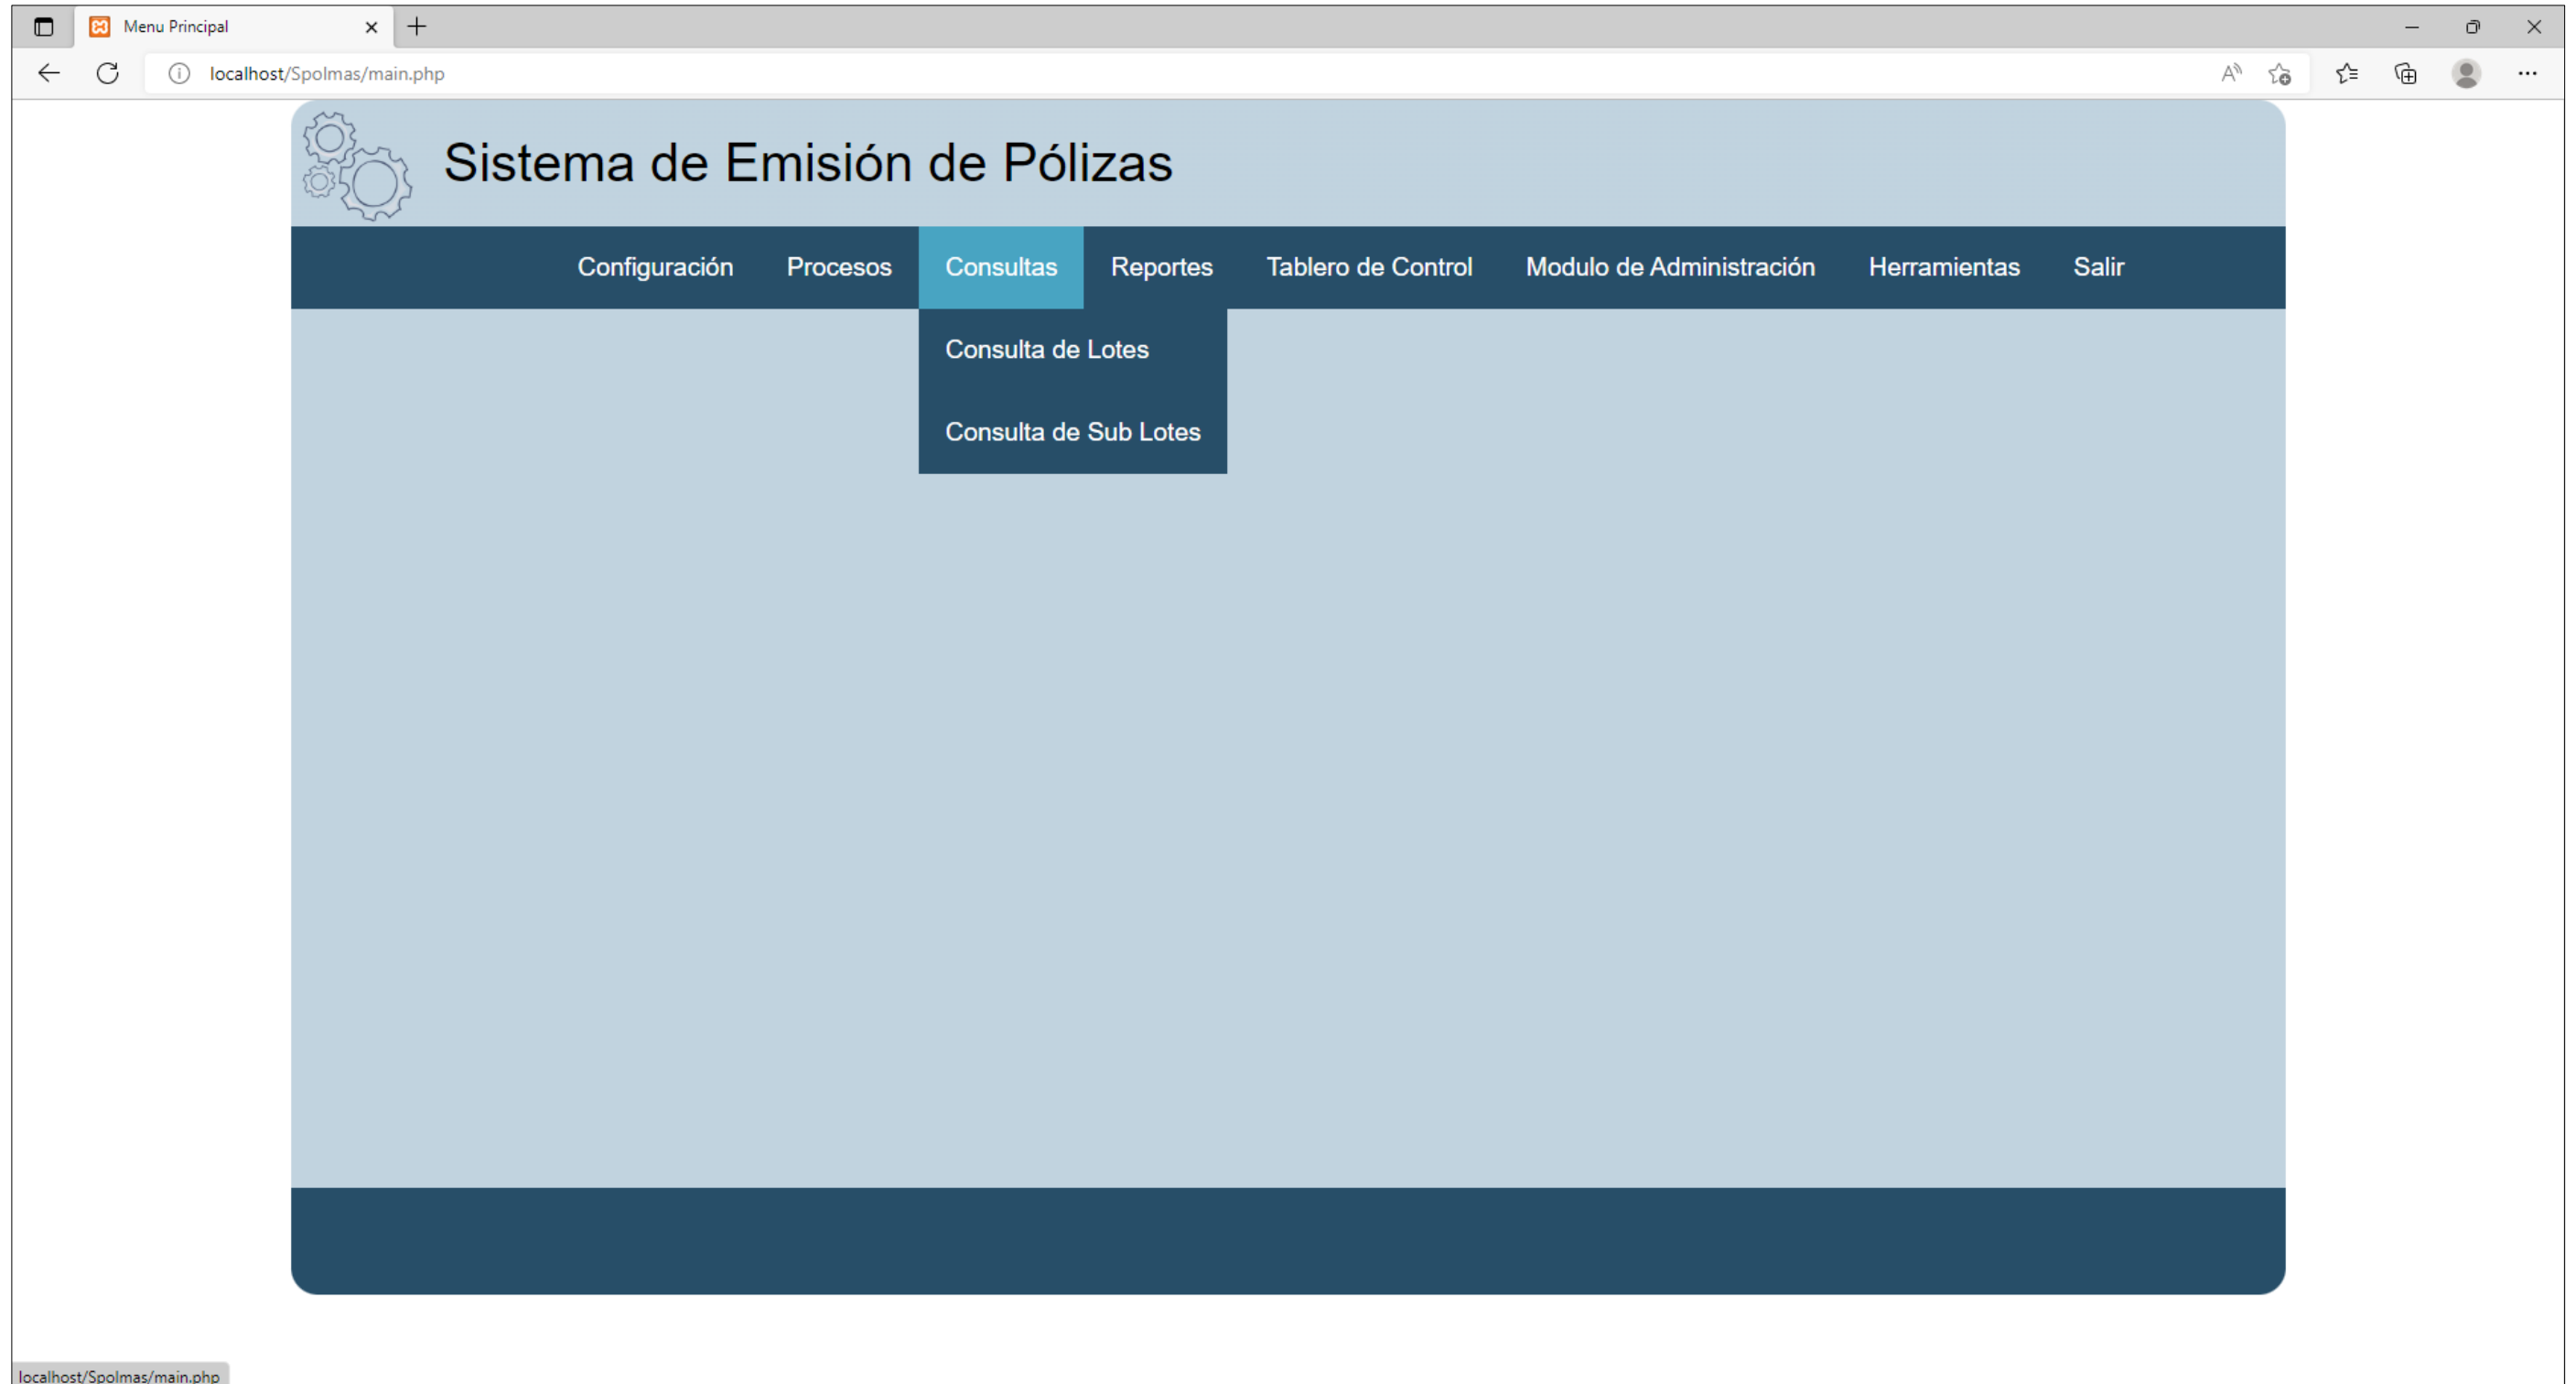 Menu Principal
localhost/Spolmas/main.php
Sistema de Emisión de Pólizas
Configuración Procesos Consultas Reportes Tablero de Control Modulo de Administración Herramientas Salir
Consulta de Lotes
Consulta de Sub Lotes
localhost/Spolmas/main.php